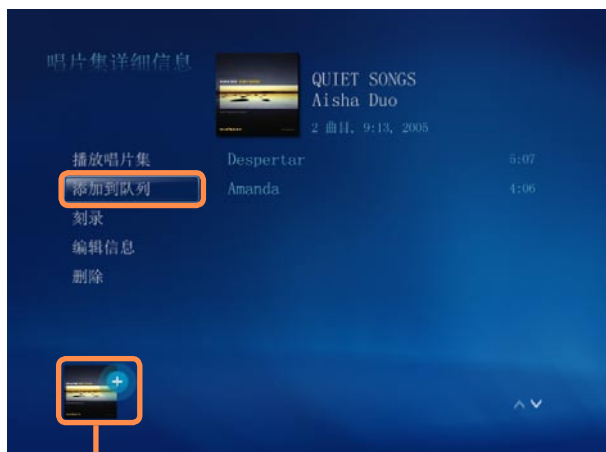 唱片集详细信息
QUIET SONGS
Aisha Duo
2 曲目, 9:13, 2005
播放唱片集
添加到队列
刻录
编辑信息
删除
Despertar 5:07
Amanda 4:06